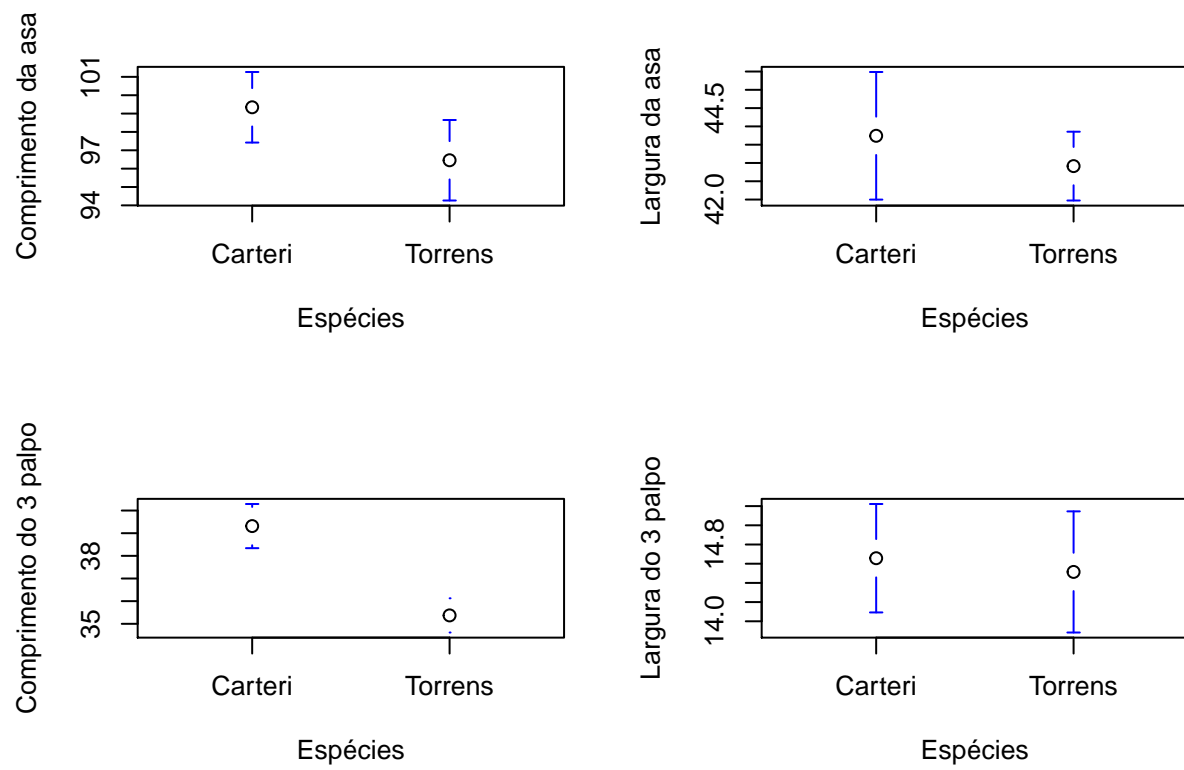 Comprimento da asa
101
97
94
Carteri Torrens
Espécies
Largura da asa
44.5
42.0
Carteri Torrens
Espécies
Comprimento do 3 palpo
38
35
Carteri Torrens
Espécies
Largura do 3 palpo
14.8
14.0
Carteri Torrens
Espécies